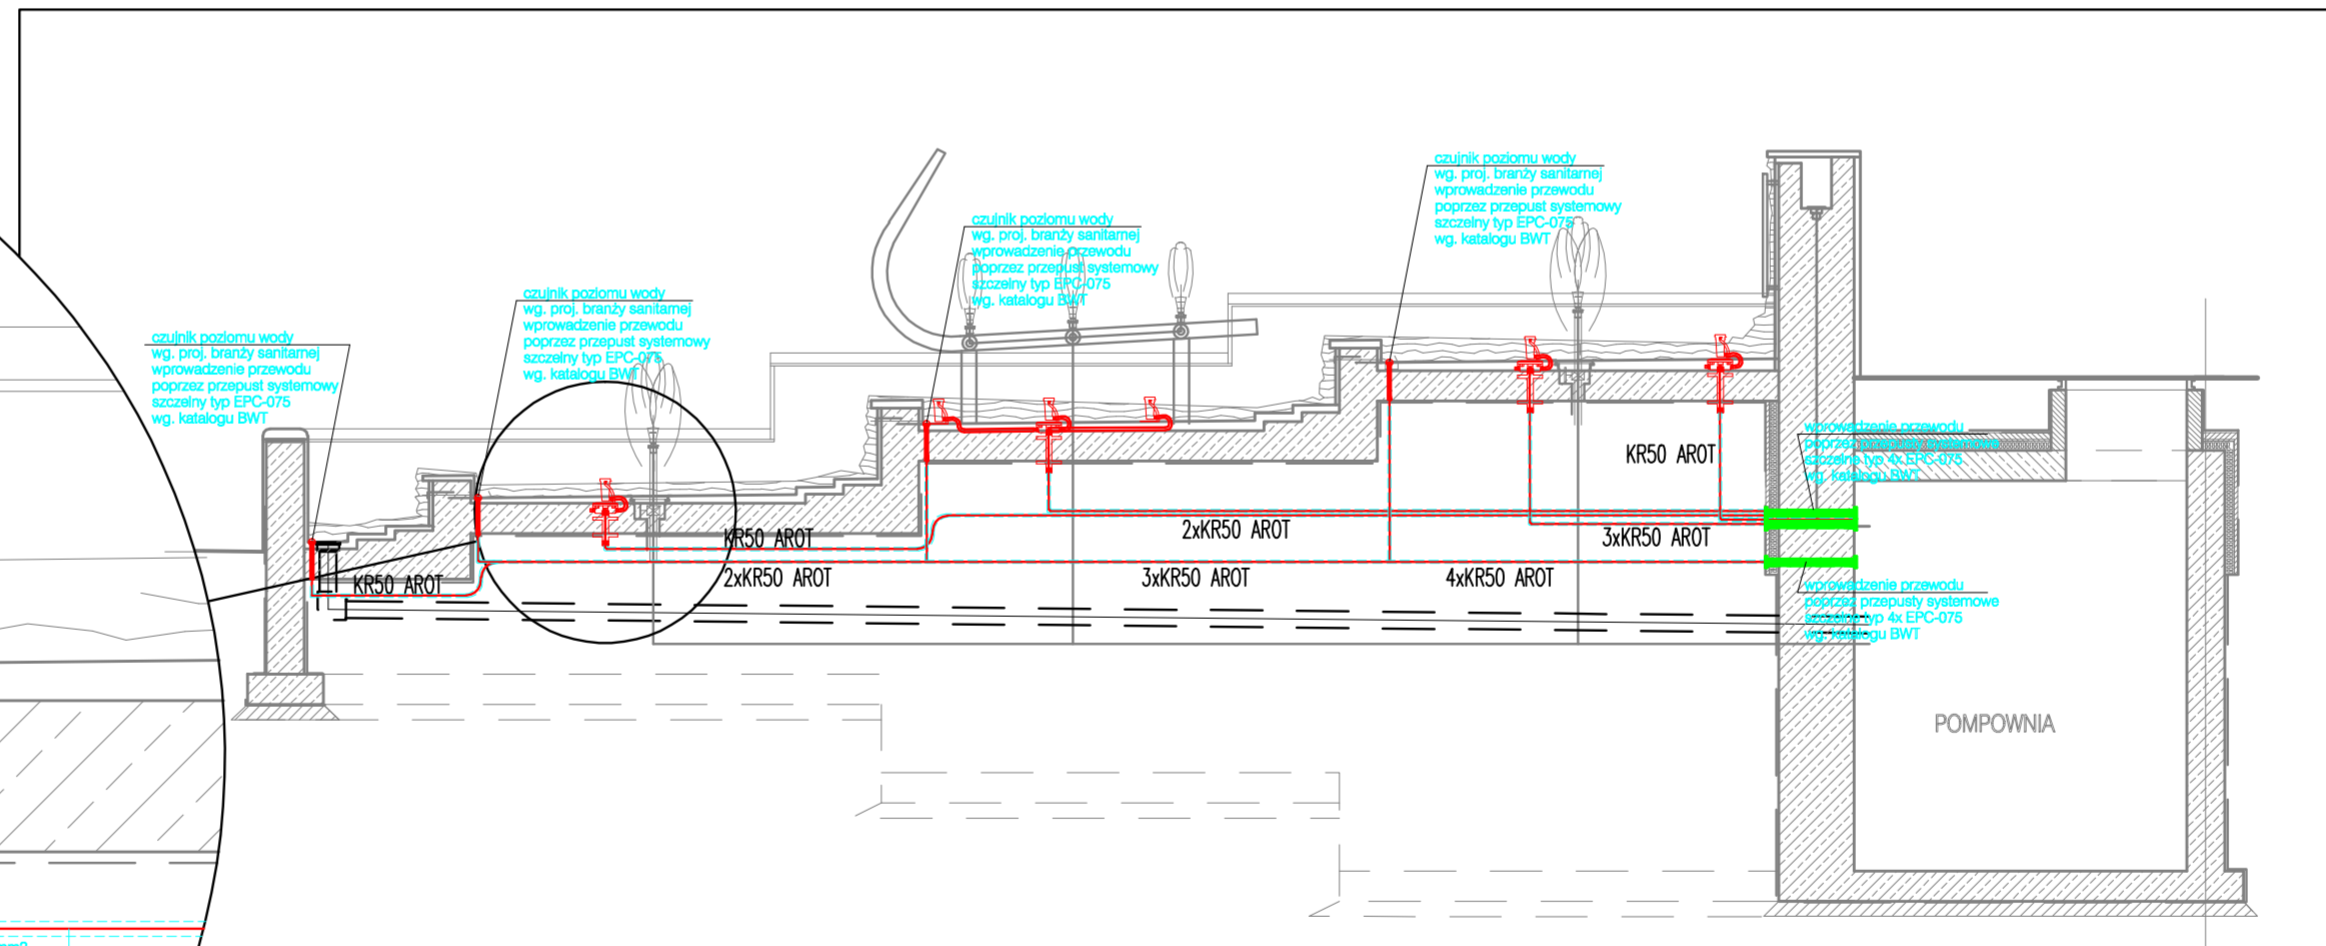 czujnik poziomu wody
wg. proj. branży sanitarnej
wprowadzenie przewodu
poprzez przepust systemowy
szczelny typ EPC-075
wg. katalogu BWT
czujnik poziomu wody
wg. proj. branży sanitarnej
wprowadzenie przewodu
poprzez przepust systemowy
szczelny typ EPC-075
wg. katalogu BWT
czujnik poziomu wody
wg. proj. branży sanitarnej
wprowadzenie przewodu
poprzez przepust systemowy
szczelny typ EPC-075
wg. katalogu BWT
czujnik poziomu wody
wg. proj. branży sanitarnej
wprowadzenie przewodu
poprzez przepust systemowy
szczelny typ EPC-075
wg. katalogu BWT
wprowadzenie przewodu
poprzez przepusty systemowe
szczelne typ 4x EPC-075
wg. katalogu BWT
KR50 AROT
KR50 AROT
2xKR50 AROT
3xKR50 AROT
KR50 AROT
2xKR50 AROT
3xKR50 AROT
4xKR50 AROT
wprowadzenie przewodu
poprzez przepusty systemowe
szczelne typ 4x EPC-075
wg. katalogu BWT
POMPOWNIA